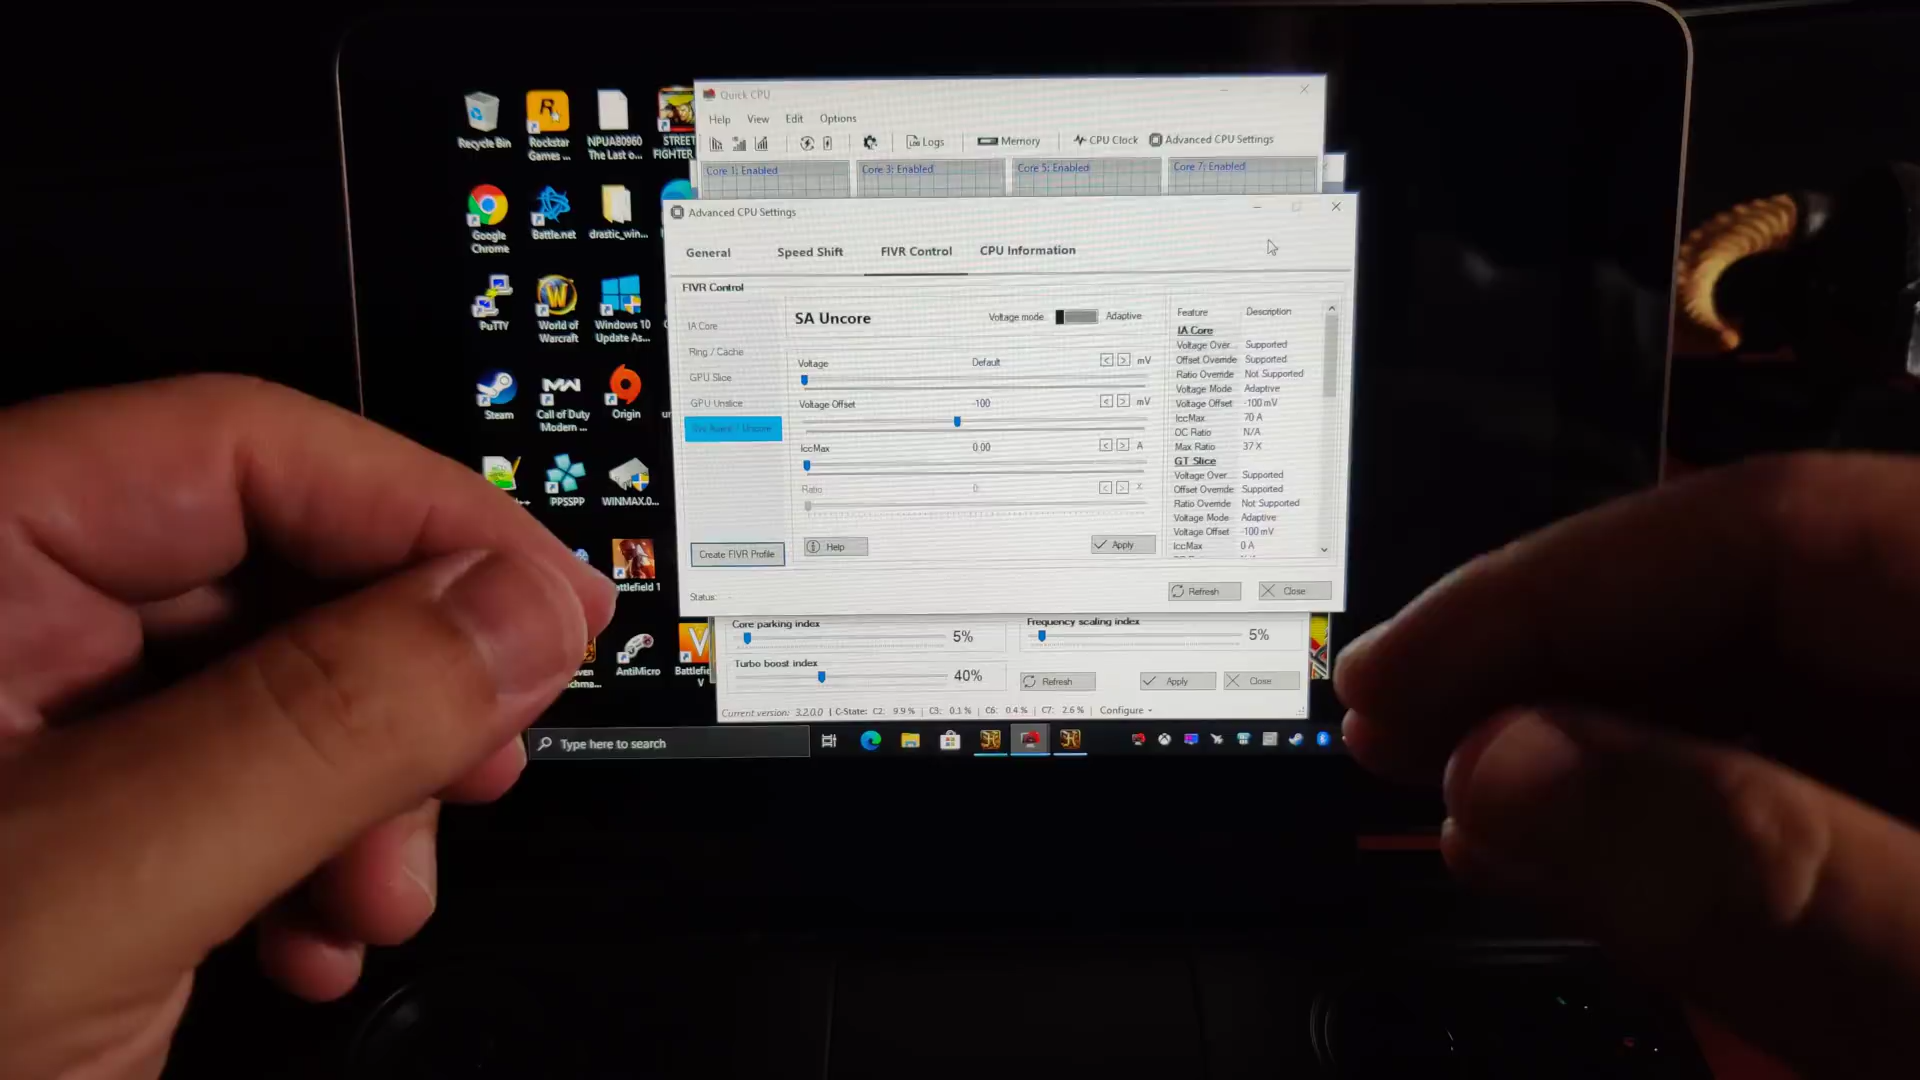 Quick CPU
Help View Edit Options
Logs Memory CPU Clock Advanced CPU Settings
Core 1: Enabled Core 3: Enabled Core 5: Enabled Core 7: Enabled
Advanced CPU Settings
General Speed Shift FIVR Control CPU Information
FIVR Control
IA Core
Ring / Cache
GPU Slice
GPU Unslice
Create FIVR Profile
SA Uncore
Voltage mode Adaptive
Voltage Default mV
Voltage Offset -100 mV
IccMax 0.00 A
Ratio 0 X
Help Apply
Feature Description
IA Core
Voltage Over... Supported
Offset Override Supported
Ratio Override Not Supported
Voltage Mode Adaptive
Voltage Offset -100 mV
IccMax 70 A
OC Ratio N/A
Max Ratio 37 X
GT Slice
Voltage Over... Supported
Offset Override Supported
Ratio Override Not Supported
Voltage Mode Adaptive
Voltage Offset -100 mV
IccMax 0 A
Status:
Refresh Close
Core parking index 5%
Frequency scaling index 5%
Turbo boost index 40%
Refresh Apply Close
Current version: 3.2.0.0 | C-State: C2: 9.9 % | C3: 0.1 % | C6: 0.4 % | C7: 2.6 % | Configure
Recycle Bin
Rockstar Games ...
NPUA80960 The Last o...
STREET FIGHTER
Google Chrome
Battle.net
drastic_win...
PuTTY
World of Warcraft
Windows 10 Update As...
Steam
Call of Duty Modern ...
Origin
PPSSPP
WINMAX.0...
ttlefield 1
AntiMicro
Battlefield V
Type here to search